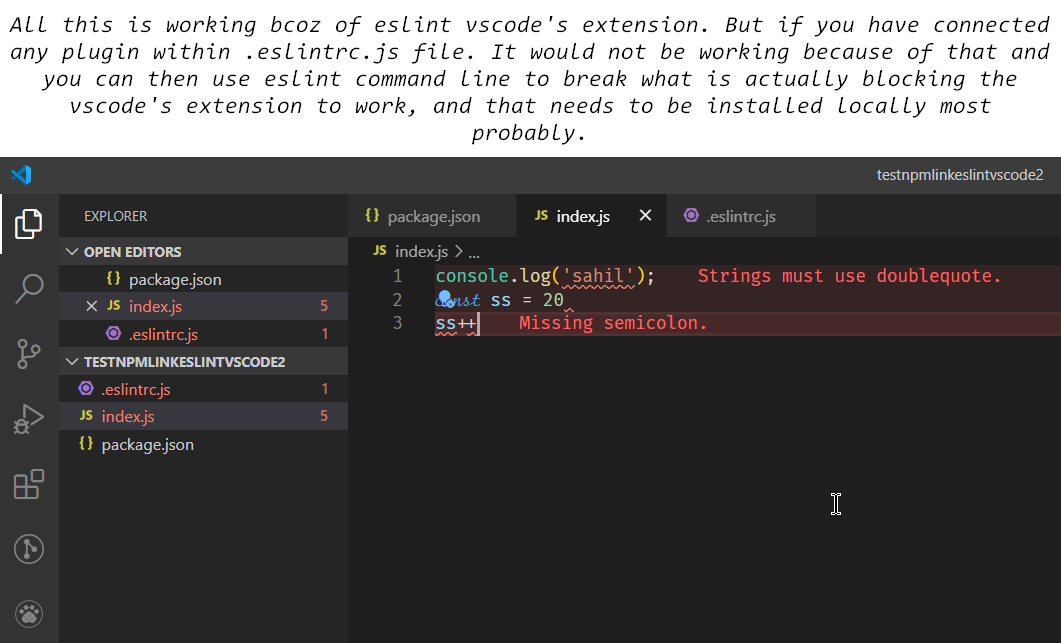 All this is working bcoz of eslint vscode's extension. But if you have connected
any plugin within .eslintrc.js file. It would not be working because of that and
you can then use eslint command line to break what is actually blocking the
vscode's extension to work, and that needs to be installed locally most
probably.
testnpmlinkeslintvscode2
EXPLORER
{} package.json
JS index.js
.eslintrc.js
OPEN EDITORS
JS index.js > ...
{} package.json
JS index.js 5
.eslintrc.js 1
TESTNPMLINKESLINTVSCODE2
.eslintrc.js 1
JS index.js 5
{} package.json
1 console.log('sahil'); Strings must use doublequote.
2 const ss = 20
3 ss++ Missing semicolon.